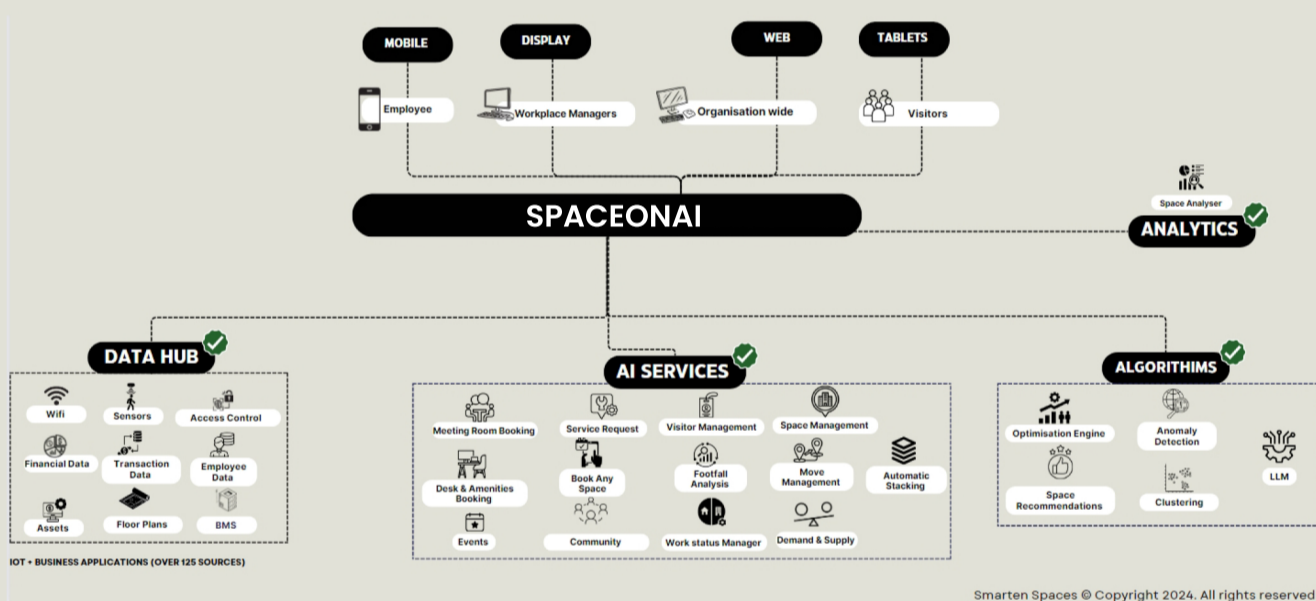 MOBILE
DISPLAY
WEB
TABLETS
Employee
Workplace Managers
Organisation wide
Visitors
SPACEONAI
Space Analyser
ANALYTICS
DATA HUB
Wifi
Sensors
Access Control
Financial Data
Transaction
Data
Employee
Data
Assets
Floor Plans
BMS
IOT + BUSINESS APPLICATIONS (OVER 125 SOURCES)
AI SERVICES
Meeting Room Booking
Service Request
Visitor Management
Space Management
Desk & Amenities
Booking
Book Any
Space
Footfall
Analysis
Move
Management
Automatic
Stacking
Events
Community
Work status Manager
Demand & Supply
ALGORITHIMS
Optimisation Engine
Anomaly
Detection
LLM
Space
Recommendations
Clustering
Smarten Spaces © Copyright 2024. All rights reserved